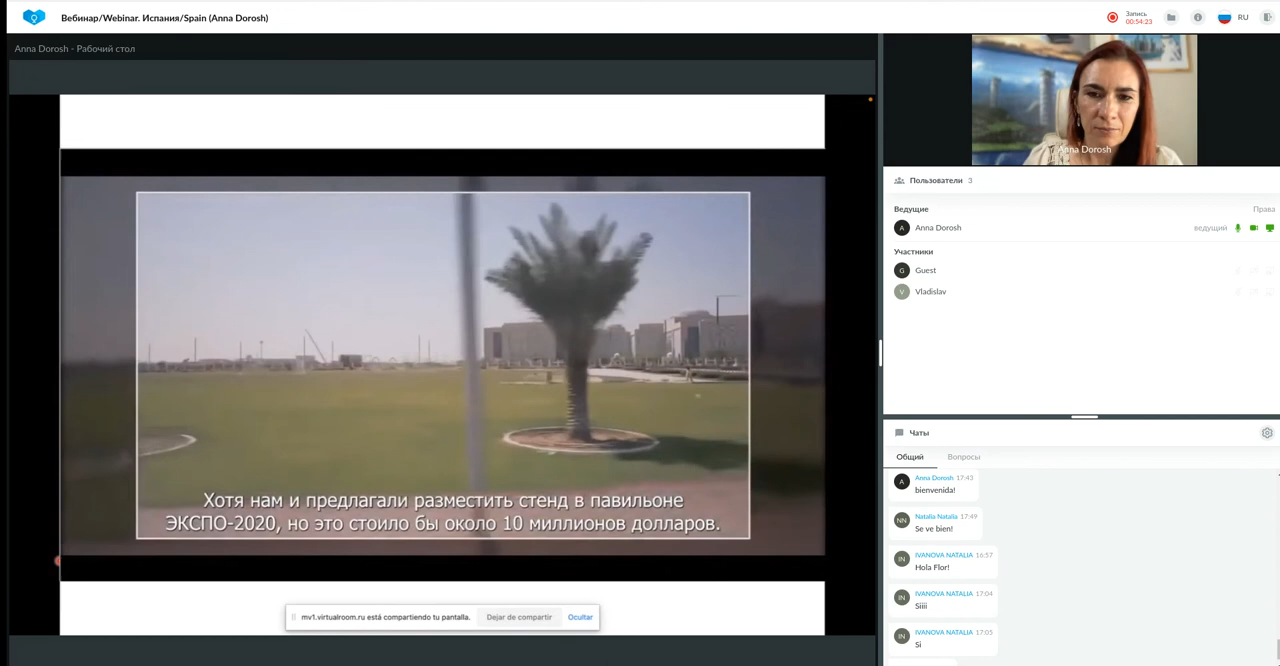 Вебинар/Webinar. Испания/Spain (Anna Dorosh)
Запись
00:54:23
RU
Anna Dorosh - Рабочий стол
Хотя нам и предлагали разместить стенд в павильоне
ЭКСПО-2020, но это стоило бы около 10 миллионов долларов.
mv1.virtualroom.ru está compartiendo tu pantalla.
Dejar de compartir
Ocultar
Anna Dorosh
Пользователи 3
Ведущие
Права
A
Anna Dorosh
ведущий
Участники
G
Guest
V
Vladislav
Чаты
Общий
Вопросы
A
Anna Dorosh 17:43
bienvenida!
NN
Natalia Natalia 17:49
Se ve bien!
IN
IVANOVA NATALIA 16:57
Hola Flor!
IN
IVANOVA NATALIA 17:04
Siiii
IN
IVANOVA NATALIA 17:05
Si